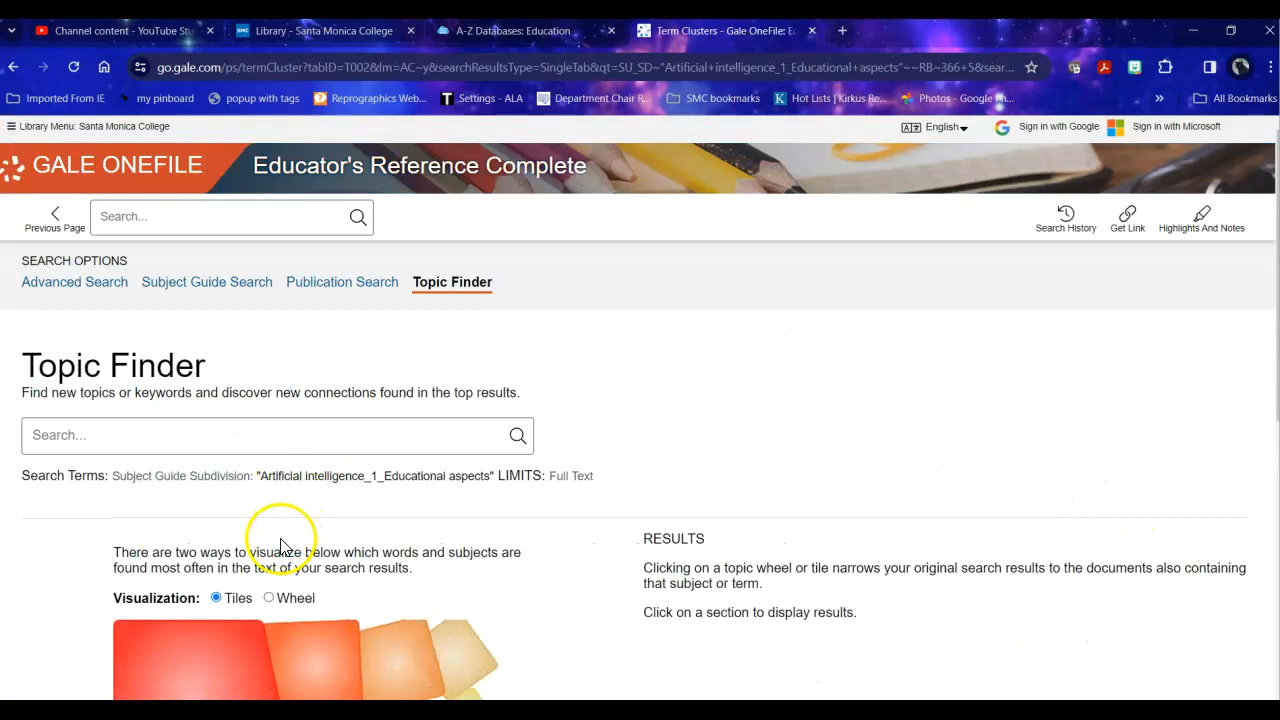 Channel content - YouTube Stu
Library - Santa Monica College
A-Z Databases: Education
Term Clusters - Gale OneFile: E
go.gale.com/ps/termCluster?tabID=T002&lm=AC~y&searchResultsType=SingleTab&qt=SU_SD~"Artificial+intelligence_1_Educational+aspects"~~RB~366+5&sear...
Imported From IE
my pinboard
popup with tags
Reprographics Web...
Settings - ALA
Department Chair R...
SMC bookmarks
Hot Lists | Kirkus Re...
Photos - Google Ph...
»
All Bookmarks
Library Menu: Santa Monica College
English
Sign in with Google
Sign in with Microsoft
GALE ONEFILE
Educator's Reference Complete
Previous Page
Search...
Search History
Get Link
Highlights And Notes
SEARCH OPTIONS
Advanced Search Subject Guide Search Publication Search Topic Finder
Topic Finder
Find new topics or keywords and discover new connections found in the top results.
Search...
Search Terms: Subject Guide Subdivision: "Artificial intelligence_1_Educational aspects" LIMITS: Full Text
There are two ways to visualize below which words and subjects are
found most often in the text of your search results.
Visualization: Tiles Wheel
RESULTS
Clicking on a topic wheel or tile narrows your original search results to the documents also containing
that subject or term.
Click on a section to display results.